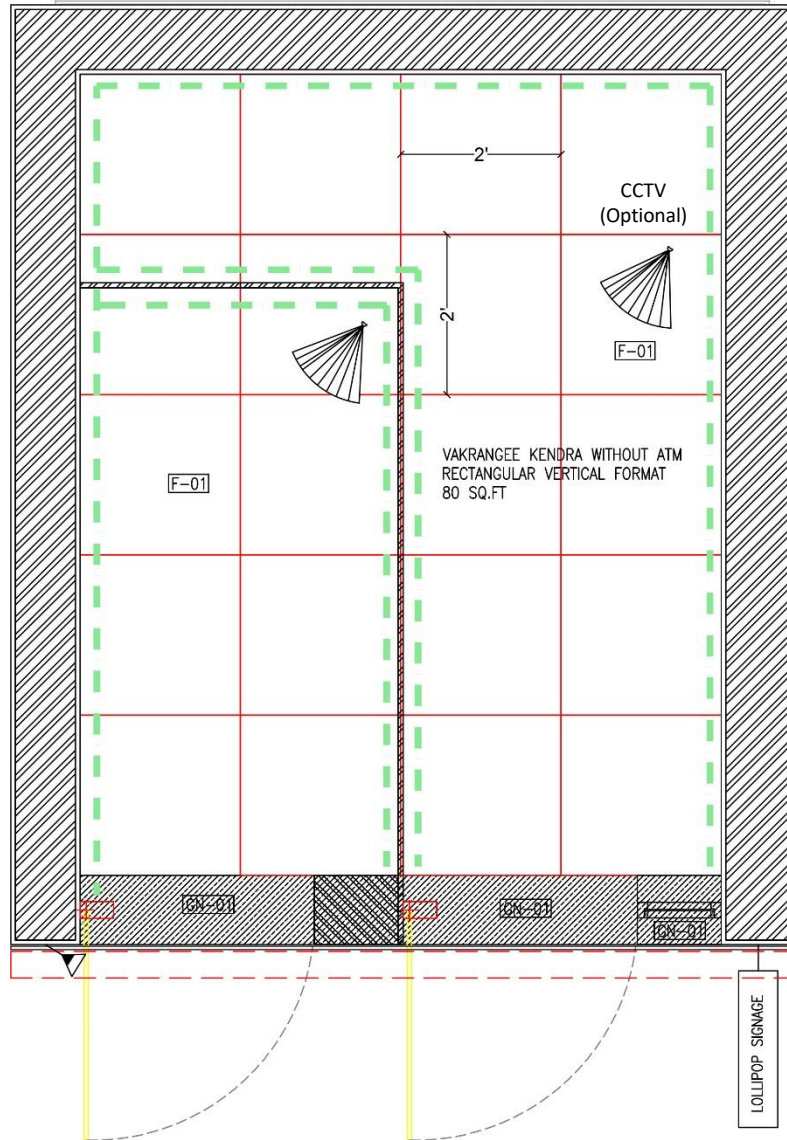 2'
CCTV
(Optional)
2'
F-01
VAKRANGEE KENDRA WITHOUT ATM
RECTANGULAR VERTICAL FORMAT
80 SQ.FT
F-01
GN-01
GN-01
GN-01
LOLLIPOP SIGNAGE